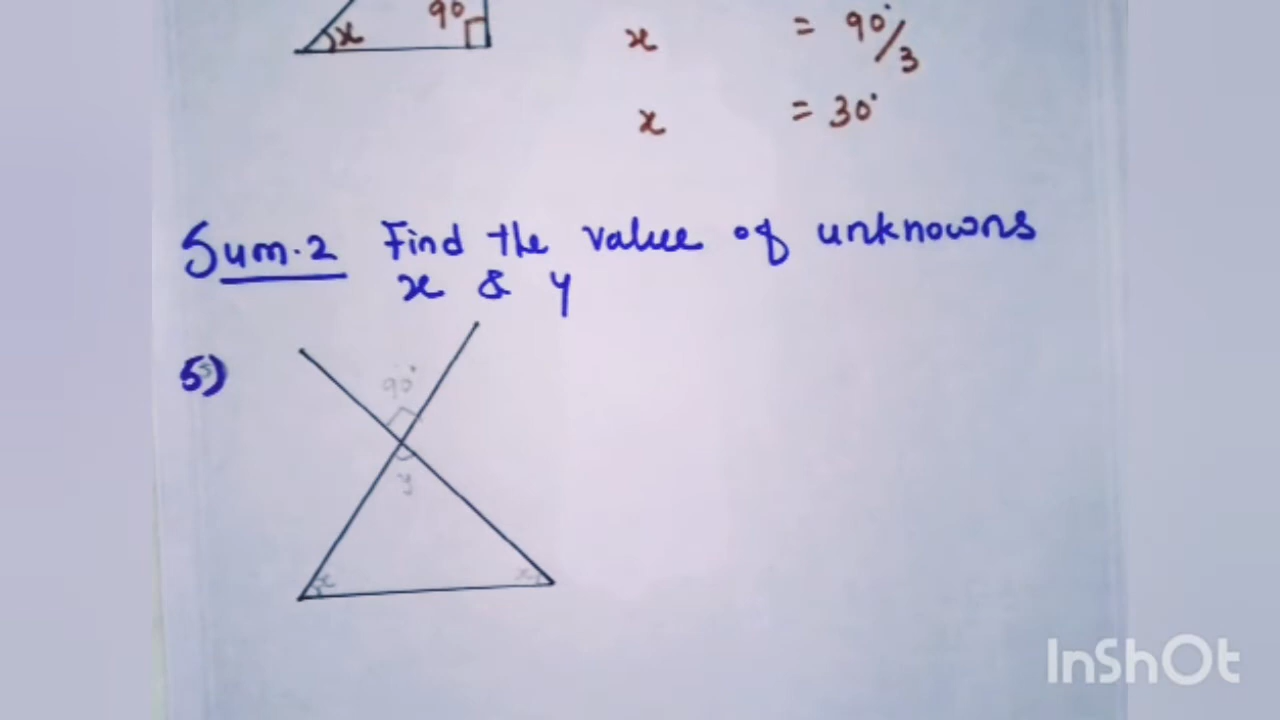 x 90°
x = 90°/3
x = 30°
Sum.2 Find the value of unknowns
x & y
5)
90°
y
x x
InShOt